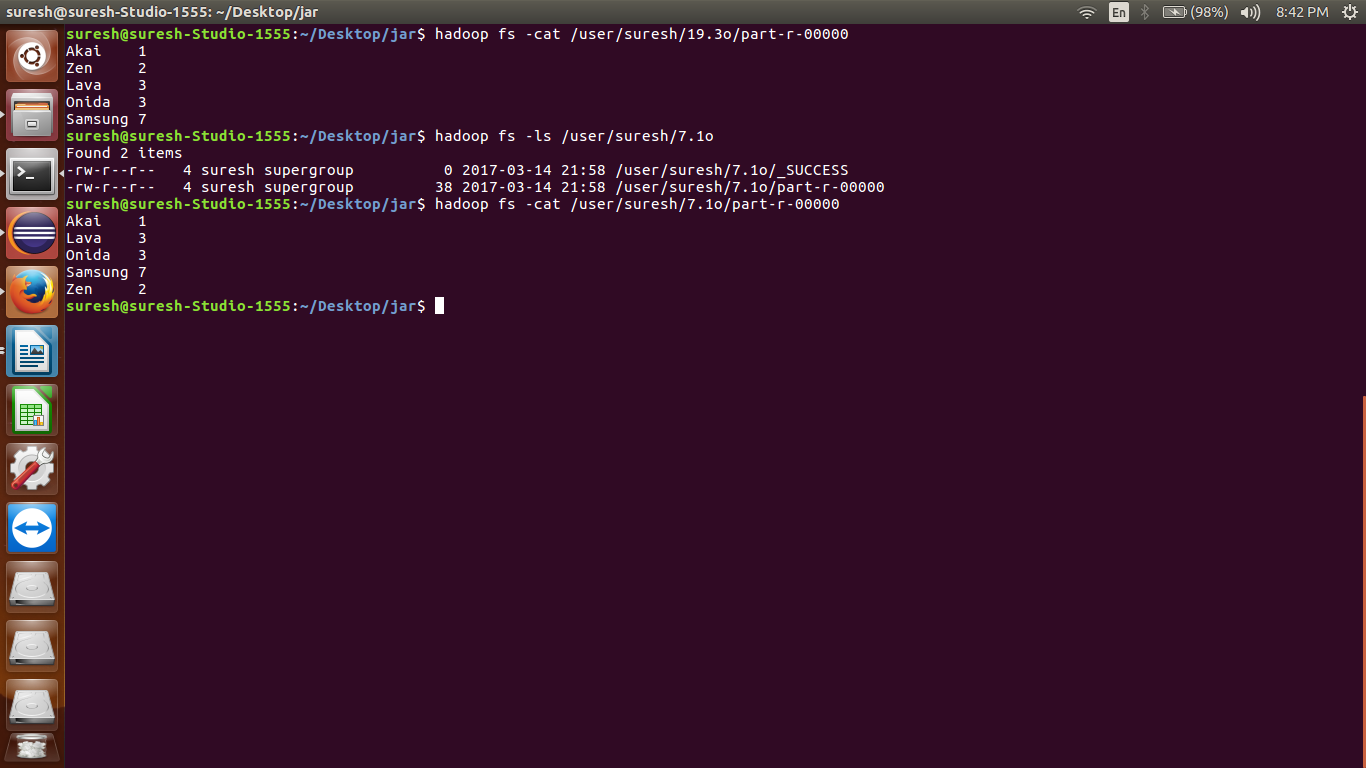 suresh@suresh-Studio-1555: ~/Desktop/jar En (98%) 8:42 PM
suresh@suresh-Studio-1555:~/Desktop/jar$ hadoop fs -cat /user/suresh/19.3o/part-r-00000
Akai    1
Zen     2
Lava    3
Onida   3
Samsung 7
suresh@suresh-Studio-1555:~/Desktop/jar$ hadoop fs -ls /user/suresh/7.1o
Found 2 items
-rw-r--r--   4 suresh supergroup          0 2017-03-14 21:58 /user/suresh/7.1o/_SUCCESS
-rw-r--r--   4 suresh supergroup         38 2017-03-14 21:58 /user/suresh/7.1o/part-r-00000
suresh@suresh-Studio-1555:~/Desktop/jar$ hadoop fs -cat /user/suresh/7.1o/part-r-00000
Akai    1
Lava    3
Onida   3
Samsung 7
Zen     2
suresh@suresh-Studio-1555:~/Desktop/jar$